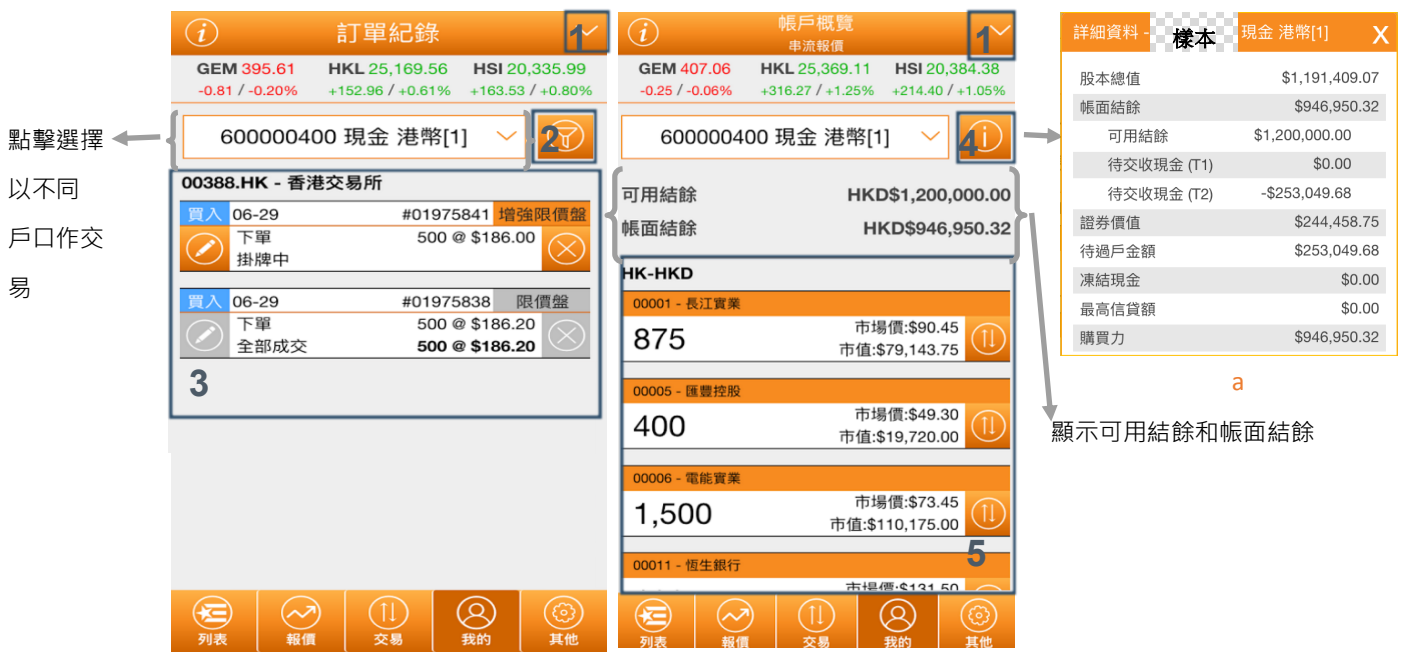 點擊選擇
以不同
戶口作交
易
訂單紀錄
1
GEM 395.61 HKL 25,169.56 HSI 20,335.99
-0.81 / -0.20% +152.96 / +0.61% +163.53 / +0.80%
600000400 現金 港幣[1]
2
00388.HK - 香港交易所
買入 06-29 #01975841 增強限價盤
下單 500 @ $186.00
掛牌中
買入 06-29 #01975838 限價盤
下單 500 @ $186.20
全部成交 500 @ $186.20
3
列表 報價 交易 我的 其他
帳戶概覽
串流報價
1
GEM 407.06 HKL 25,369.11 HSI 20,384.38
-0.25 / -0.06% +316.27 / +1.25% +214.40 / +1.05%
600000400 現金 港幣[1]
4
可用結餘 HKD$1,200,000.00
帳面結餘 HKD$946,950.32
HK-HKD
00001 - 長江實業
875 市場價:$90.45
市值:$79,143.75
00005 - 匯豐控股
400 市場價:$49.30
市值:$19,720.00
00006 - 電能實業
1,500 市場價:$73.45
市值:$110,175.00
5
00011 - 恆生銀行
市場價:$131.50
列表 報價 交易 我的 其他
詳細資料 - 樣本 現金 港幣[1] X
股本總值 $1,191,409.07
帳面結餘 $946,950.32
可用結餘 $1,200,000.00
待交收現金 (T1) $0.00
待交收現金 (T2) -$253,049.68
證券價值 $244,458.75
待過戶金額 $253,049.68
凍結現金 $0.00
最高信貸額 $0.00
購買力 $946,950.32
a
顯示可用結餘和帳面結餘